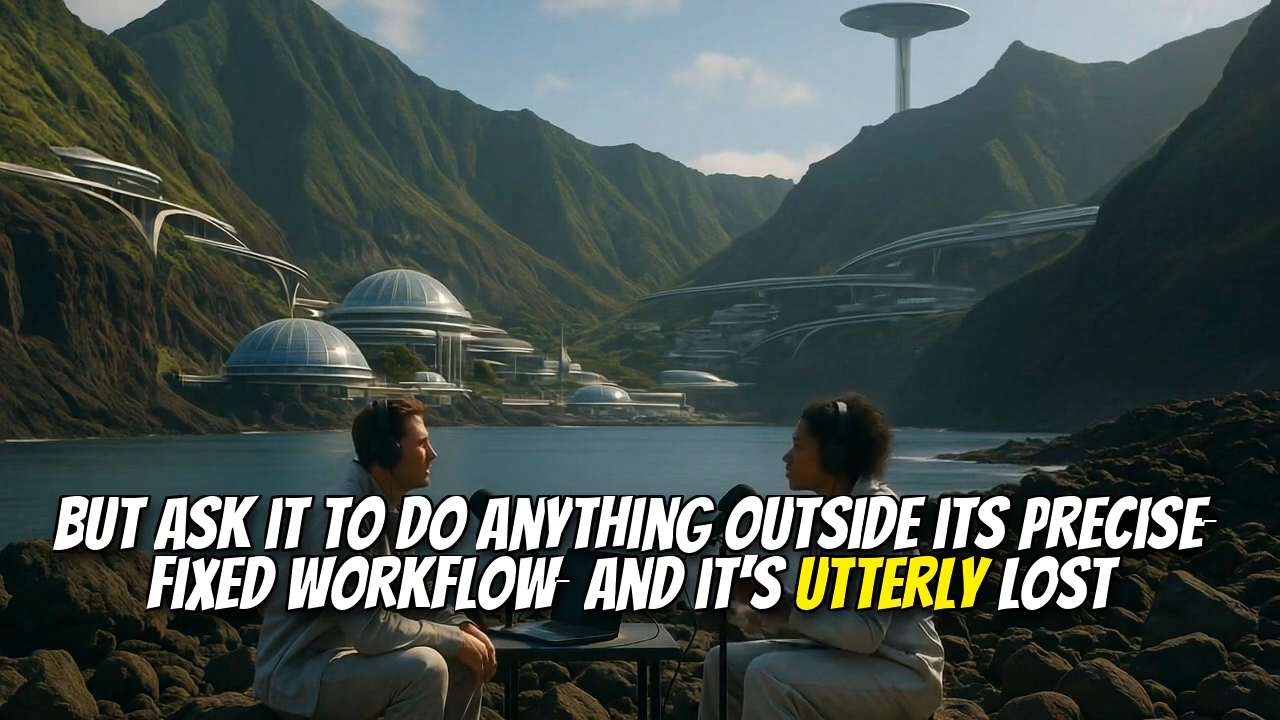 BUT ASK IT TO DO ANYTHING OUTSIDE ITS PRECISE-
FIXED WORKFLOW- AND IT'S UTTERLY LOST